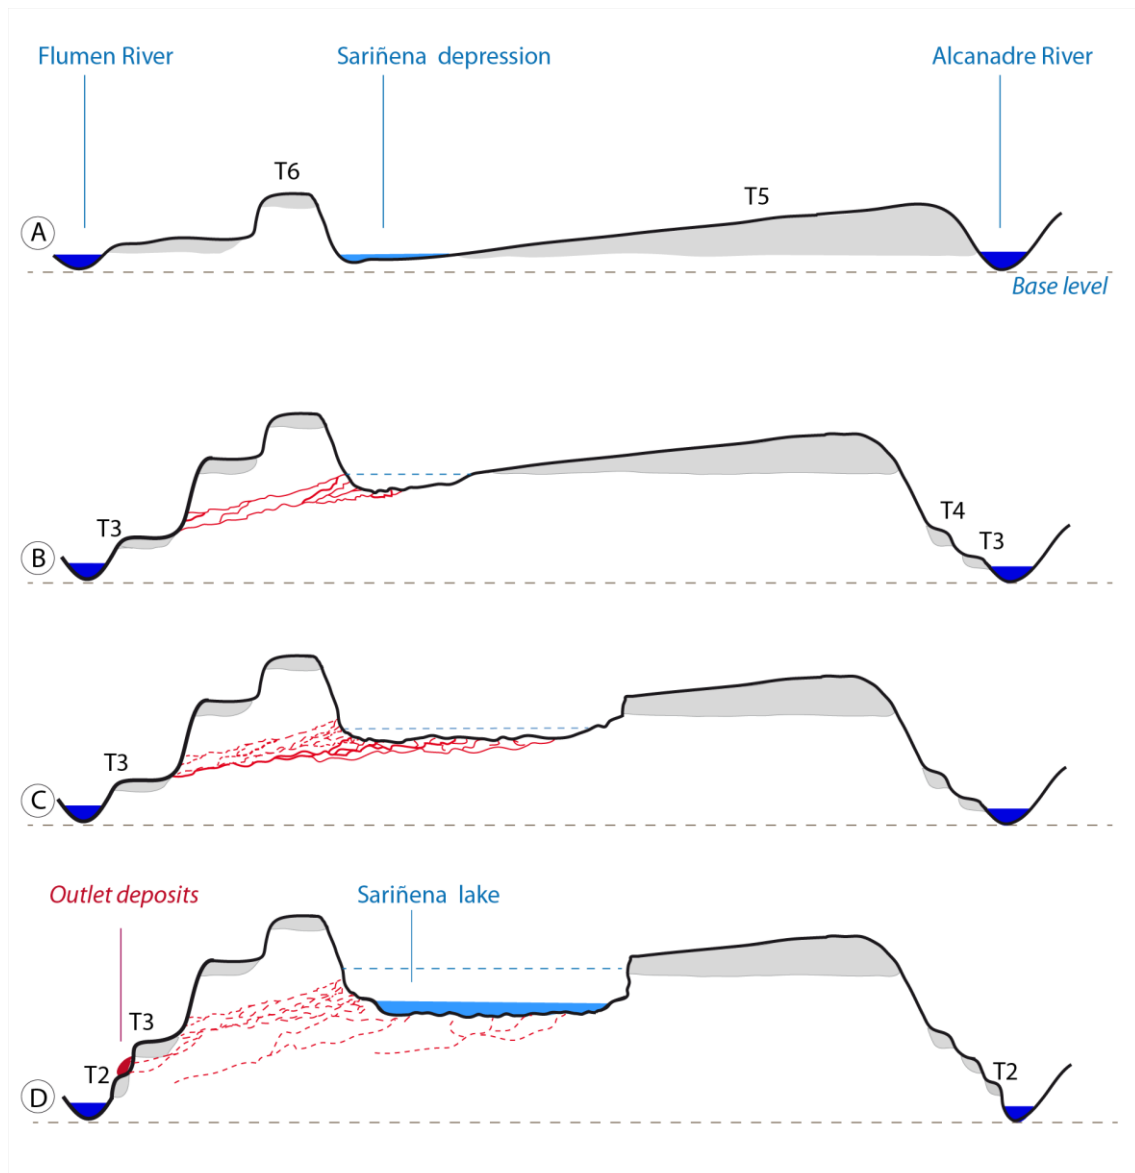 Flumen River
Sariñena depression
Alcanadre River
T6
T5
A
Base level
T3
T4
T3
B
T3
C
Outlet deposits
Sariñena lake
T3
T2
T2
D